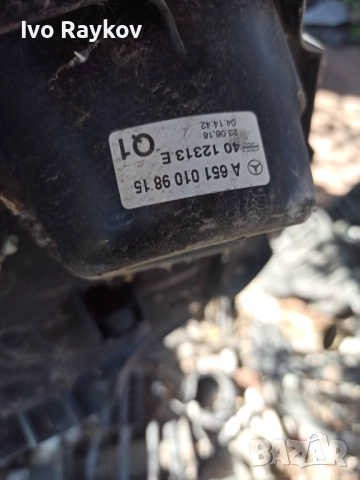 Ivo Raykov
A 651 010 98 15
40 12313 E
Q1
23.06.18
04:14:42
BAZAR